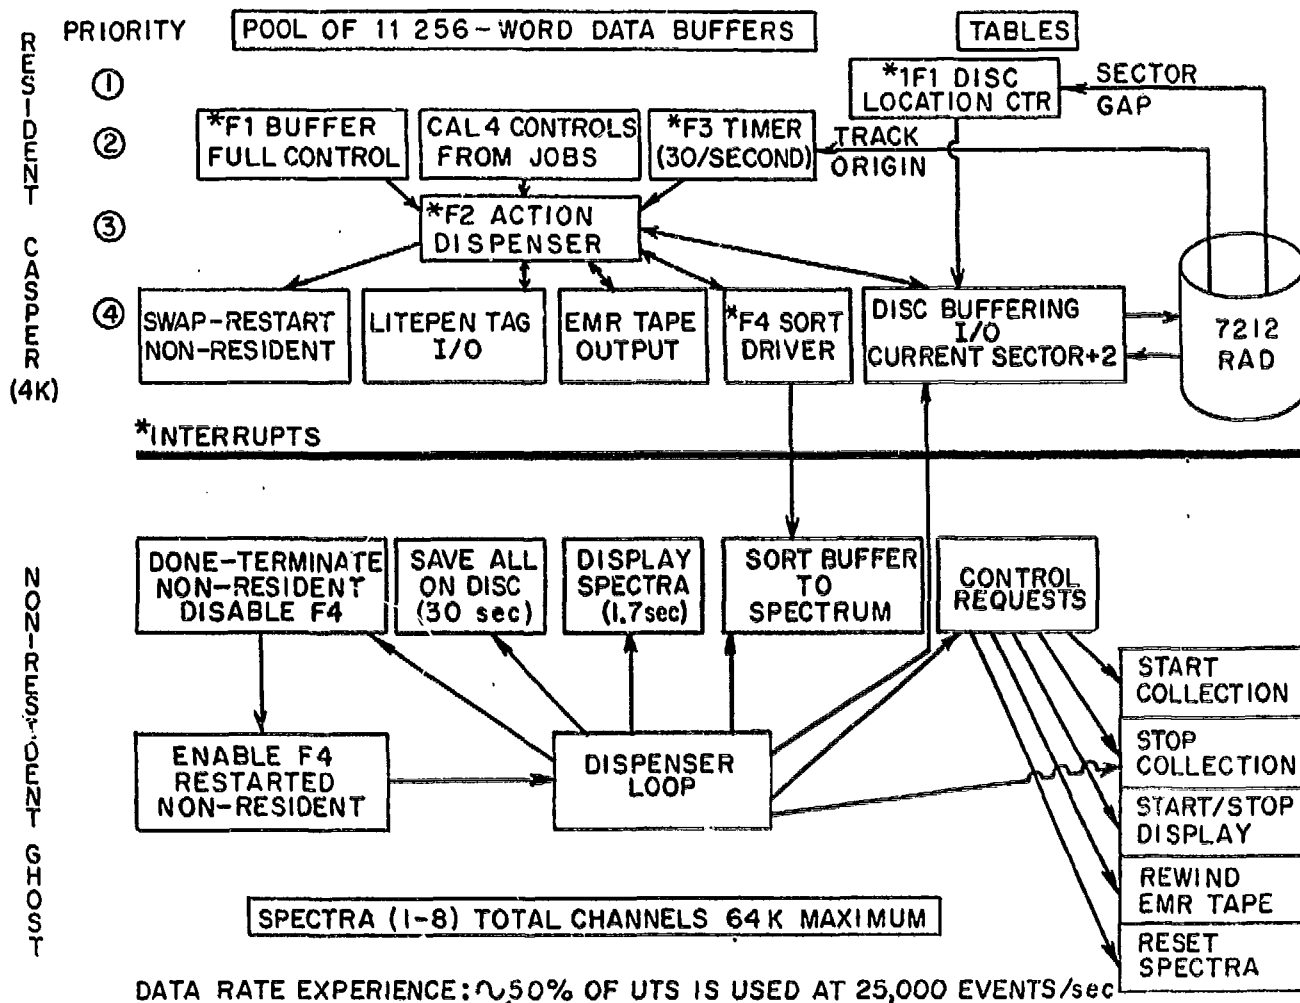 PRIORITY
POOL OF 11 256-WORD DATA BUFFERS
TABLES
RESIDENT CASPER
(4K)
①
*1F1 DISC
LOCATION CTR
SECTOR
GAP
②
*F1 BUFFER
FULL CONTROL
CAL 4 CONTROLS
FROM JOBS
*F3 TIMER
(30/SECOND)
TRACK
ORIGIN
③
*F2 ACTION
DISPENSER
④
SWAP-RESTART
NON-RESIDENT
LITEPEN TAG
I/O
EMR TAPE
OUTPUT
*F4 SORT
DRIVER
DISC BUFFERING
I/O
CURRENT SECTOR+2
7212
RAD
*INTERRUPTS
NONIRESIDENT GHOST
DONE-TERMINATE
NON-RESIDENT
DISABLE F4
SAVE ALL
ON DISC
(30 sec)
DISPLAY
SPECTRA
(1.7sec)
SORT BUFFER
TO
SPECTRUM
CONTROL
REQUESTS
ENABLE F4
RESTARTED
NON-RESIDENT
DISPENSER
LOOP
START
COLLECTION
STOP
COLLECTION
START/STOP
DISPLAY
REWIND
EMR TAPE
RESET
SPECTRA
SPECTRA (1-8) TOTAL CHANNELS 64K MAXIMUM
DATA RATE EXPERIENCE: ~50% OF UTS IS USED AT 25,000 EVENTS/sec